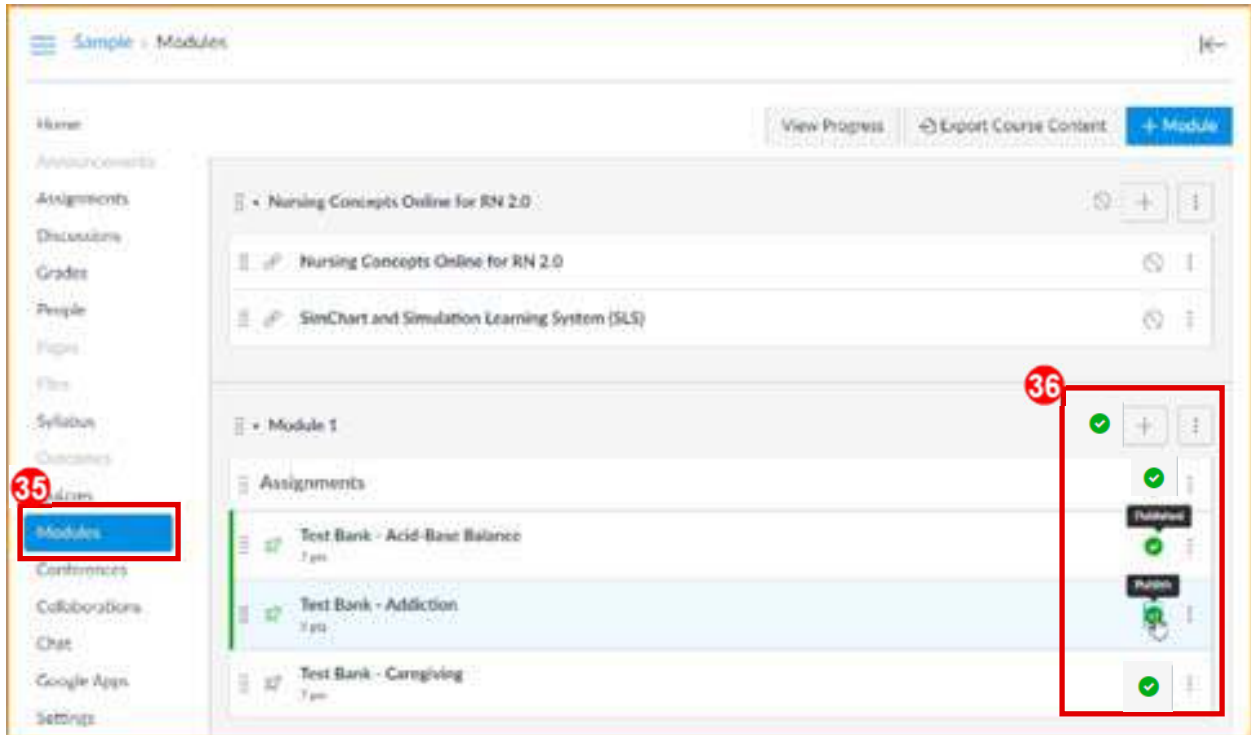 Sample › Modules
View Progress
Export Course Content
+ Module
Home
Announcements
Assignments
Discussions
Grades
People
Pages
Files
Syllabus
Outcomes
Quizzes
Modules
Conferences
Collaborations
Chat
Google Apps
Settings
35
Nursing Concepts Online for RN 2.0
Nursing Concepts Online for RN 2.0
SimChart and Simulation Learning System (SLS)
36
Module 1
Assignments
Published
Test Bank - Acid-Base Balance
7 pts
Publish
Test Bank - Addiction
7 pts
Test Bank - Caregiving
7 pts